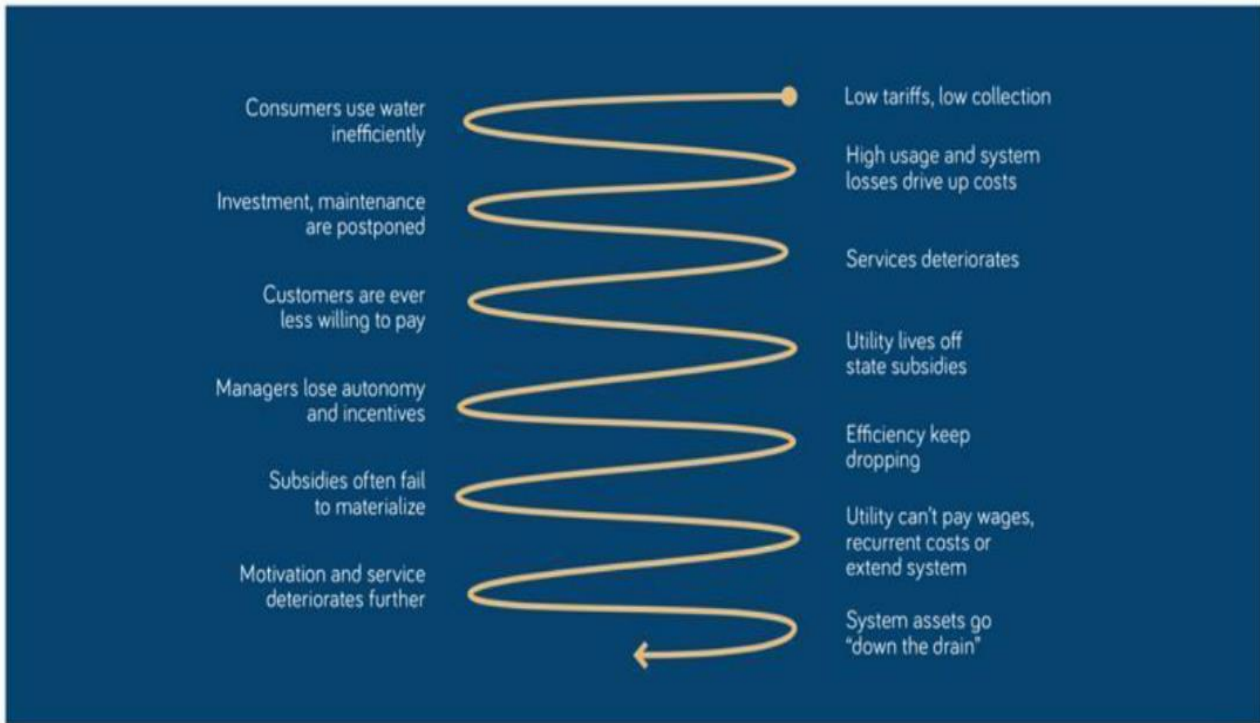 Low tariffs, low collection
Consumers use water
inefficiently
High usage and system
losses drive up costs
Investment, maintenance
are postponed
Services deteriorates
Customers are ever
less willing to pay
Utility lives off
state subsidies
Managers lose autonomy
and incentives
Efficiency keep
dropping
Subsidies often fail
to materialize
Utility can't pay wages,
recurrent costs or
extend system
Motivation and service
deteriorates further
System assets go
“down the drain”